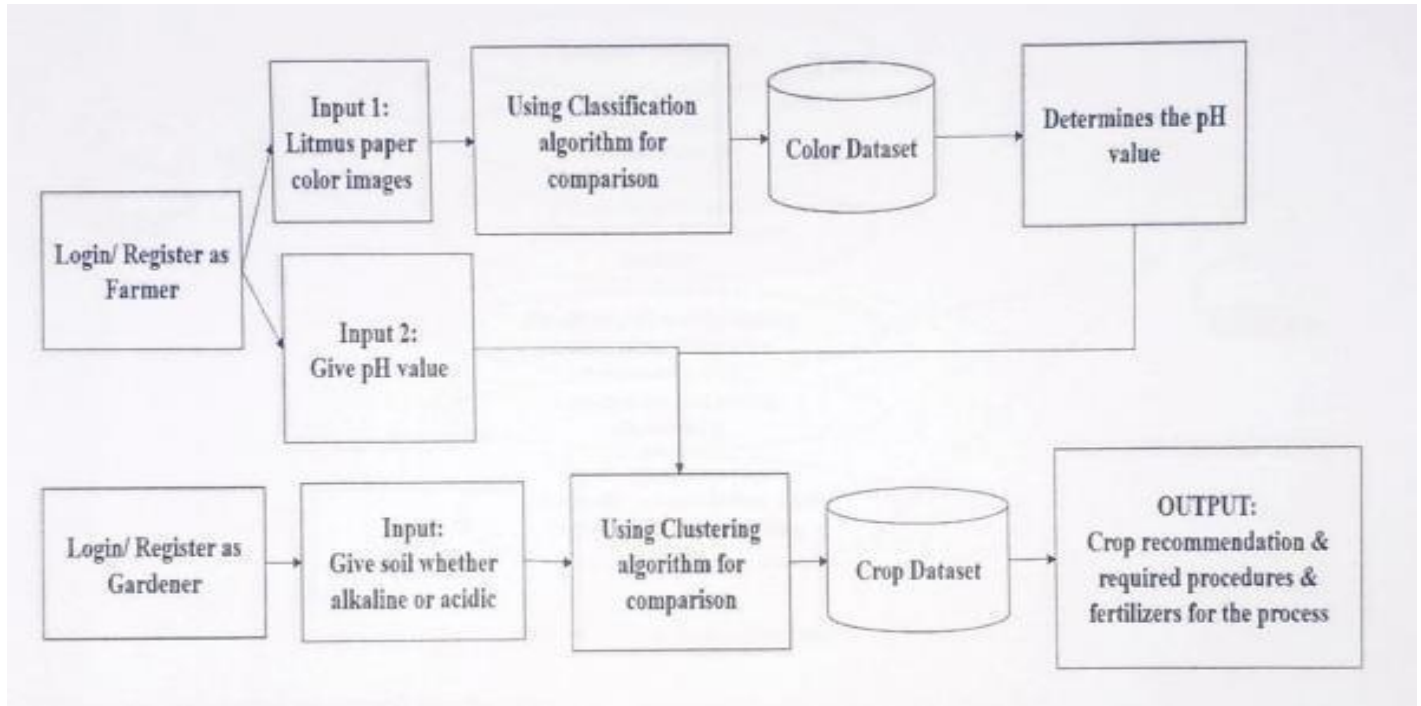 Input 1:
Litmus paper
color images
Using Classification
algorithm for
comparison
Color Dataset
Determines the pH
value
Login/ Register as
Farmer
Input 2:
Give pH value
Login/ Register as
Gardener
Input:
Give soil whether
alkaline or acidic
Using Clustering
algorithm for
comparison
Crop Dataset
OUTPUT:
Crop recommendation &
required procedures &
fertilizers for the process